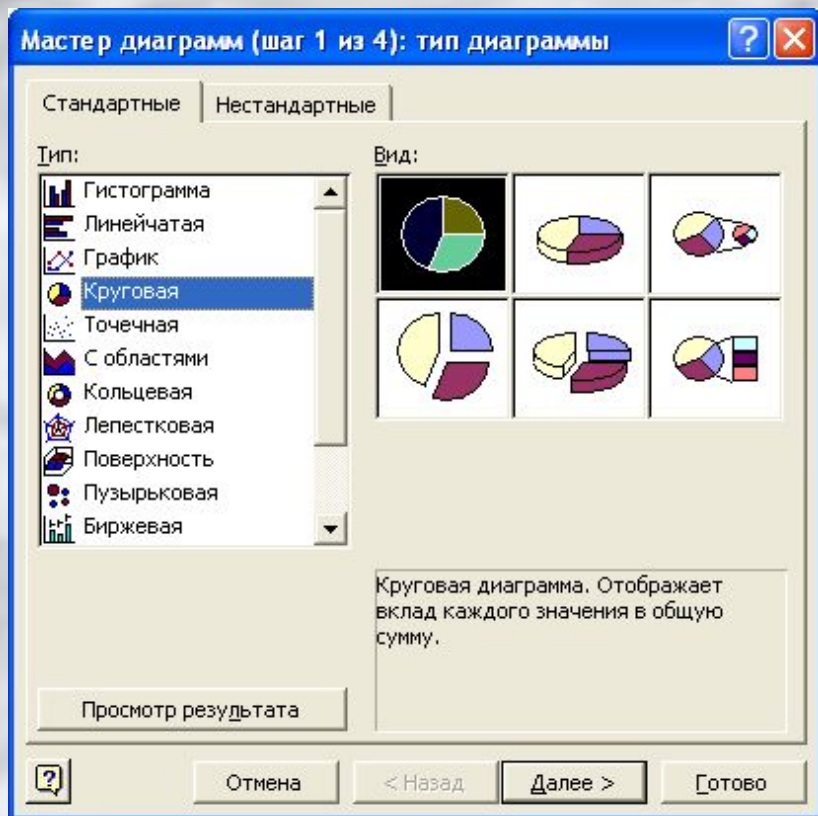 Мастер диаграмм (шаг 1 из 4): тип диаграммы
Стандартные
Нестандартные
Тип:
Гистограмма
Линейчатая
График
Круговая
Точечная
С областями
Кольцевая
Лепестковая
Поверхность
Пузырьковая
Биржевая
Вид:
Круговая диаграмма. Отображает
вклад каждого значения в общую
сумму.
Просмотр результата
Отмена
< Назад
Далее >
Готово